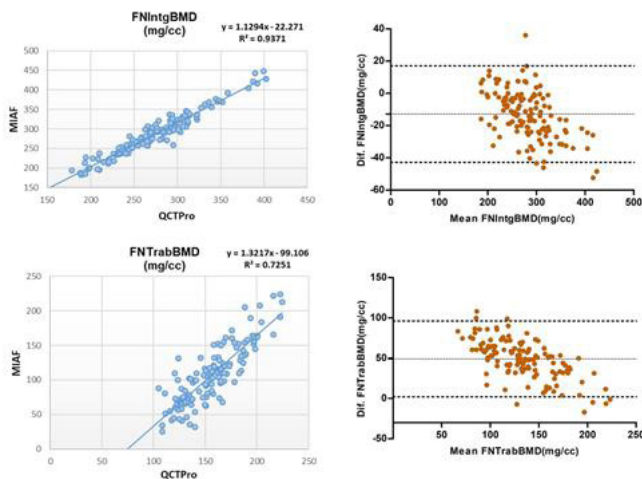 FNIntgBMD
(mg/cc)
y = 1.1294x - 22.271
R² = 0.9371
MIAF
500
450
400
350
300
250
200
150
150 200 250 300 350 400 450
QCTPro
Dif. FNIntgBMD(mg/cc)
40
20
0
-20
-40
-60
0 100 200 300 400 500
Mean FNIntgBMD(mg/cc)
FNTrabBMD
(mg/cc)
y = 1.3217x - 99.106
R² = 0.7251
MIAF
250
200
150
100
50
0
0 50 100 150 200 250
QCTPro
Dif. FNTrabBMD(mg/cc)
150
100
50
0
-50
50 100 150 200 250
Mean FNTrabBMD(mg/cc)